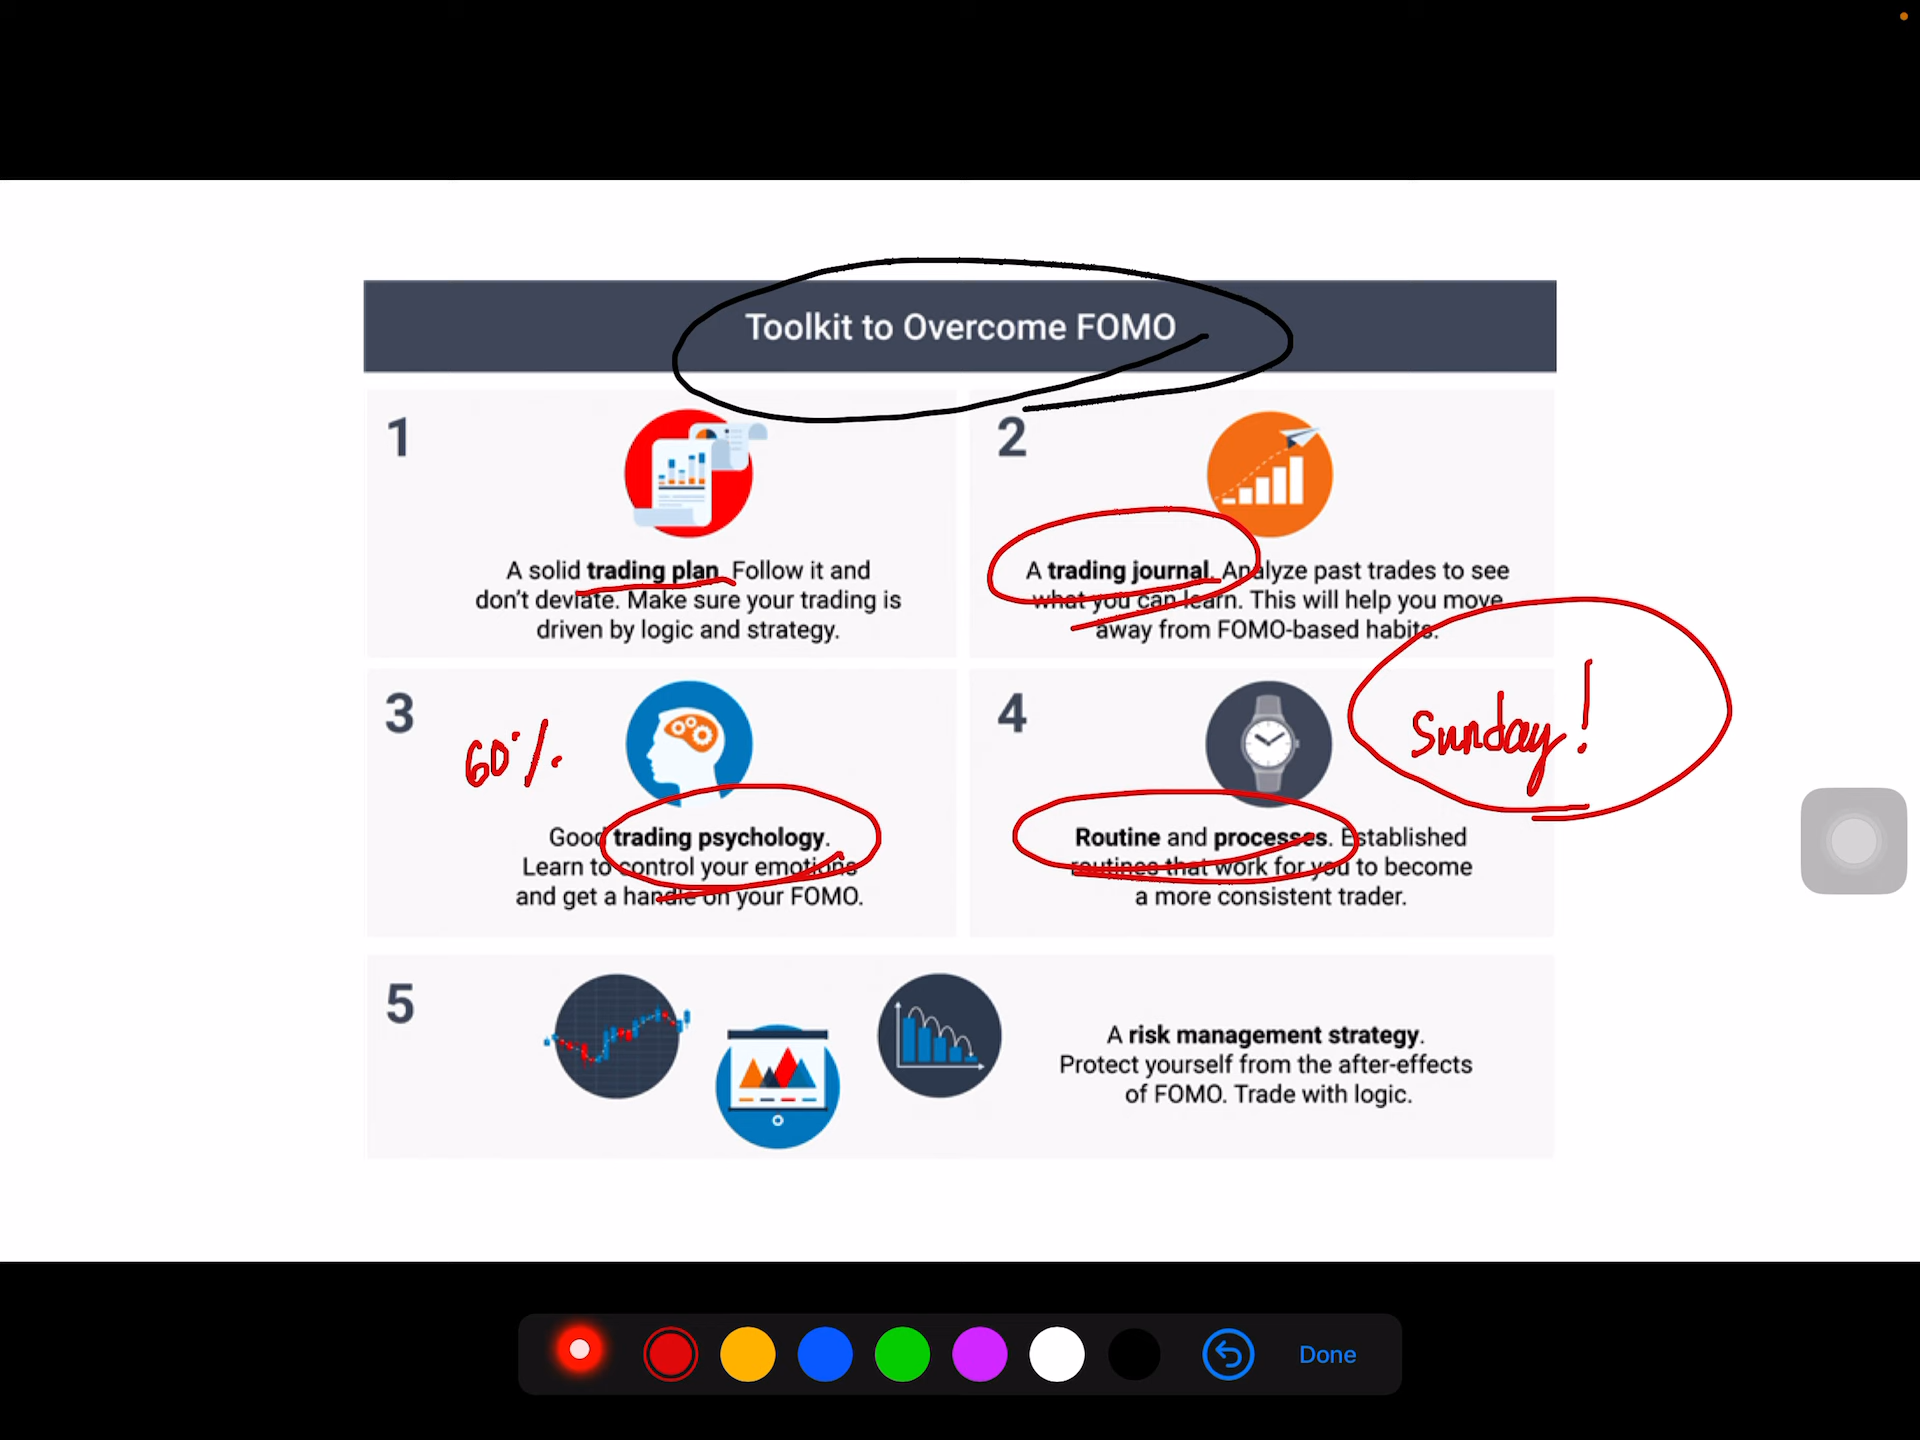 Toolkit to Overcome FOMO
1
A solid trading plan. Follow it and
don't deviate. Make sure your trading is
driven by logic and strategy.
2
A trading journal. Analyze past trades to see
what you can learn. This will help you move
away from FOMO-based habits.
3
60%
Good trading psychology.
Learn to control your emotions
and get a handle on your FOMO.
4
Sunday!
Routine and processes. Established
routines that work for you to become
a more consistent trader.
5
A risk management strategy.
Protect yourself from the after-effects
of FOMO. Trade with logic.
Done